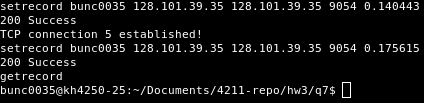 setrecord bunc0035 128.101.39.35 128.101.39.35 9054 0.140443
200 Success
TCP connection 5 established!
setrecord bunc0035 128.101.39.35 128.101.39.35 9054 0.175615
200 Success
getrecord
bunc0035@kh4250-25:~/Documents/4211-repo/hw3/q7$